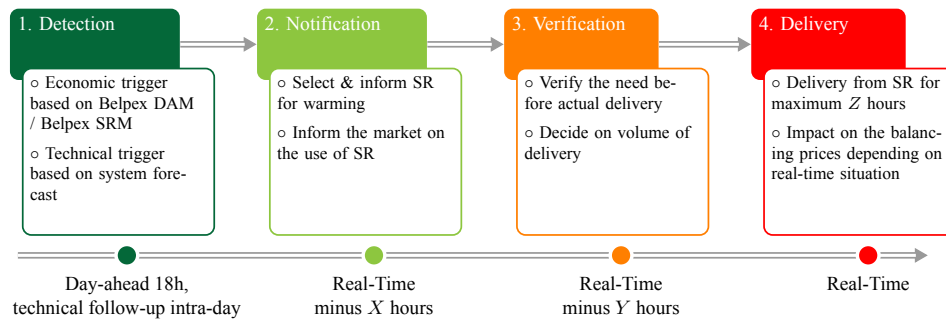 1. Detection
○ Economic trigger
based on Belpex DAM
/ Belpex SRM
○ Technical trigger
based on system fore-
cast
2. Notification
○ Select & inform SR
for warming
○ Inform the market on
the use of SR
3. Verification
○ Verify the need be-
fore actual delivery
○ Decide on volume of
delivery
4. Delivery
○ Delivery from SR for
maximum Z hours
○ Impact on the balanc-
ing prices depending on
real-time situation
Day-ahead 18h,
technical follow-up intra-day
Real-Time
minus X hours
Real-Time
minus Y hours
Real-Time